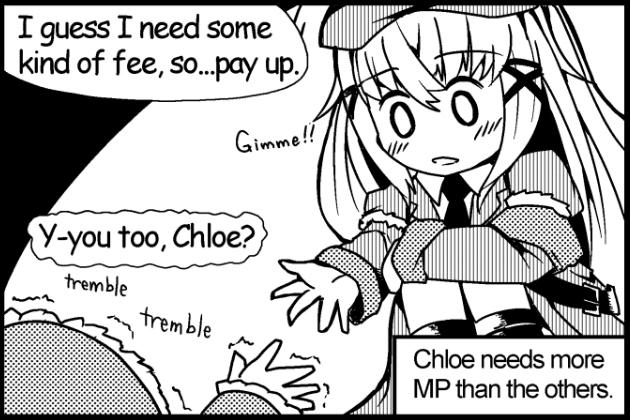 I guess I need some
kind of fee, so...pay up.
Gimme!!
Y-you too, Chloe?
tremble
tremble
Chloe needs more
MP than the others.